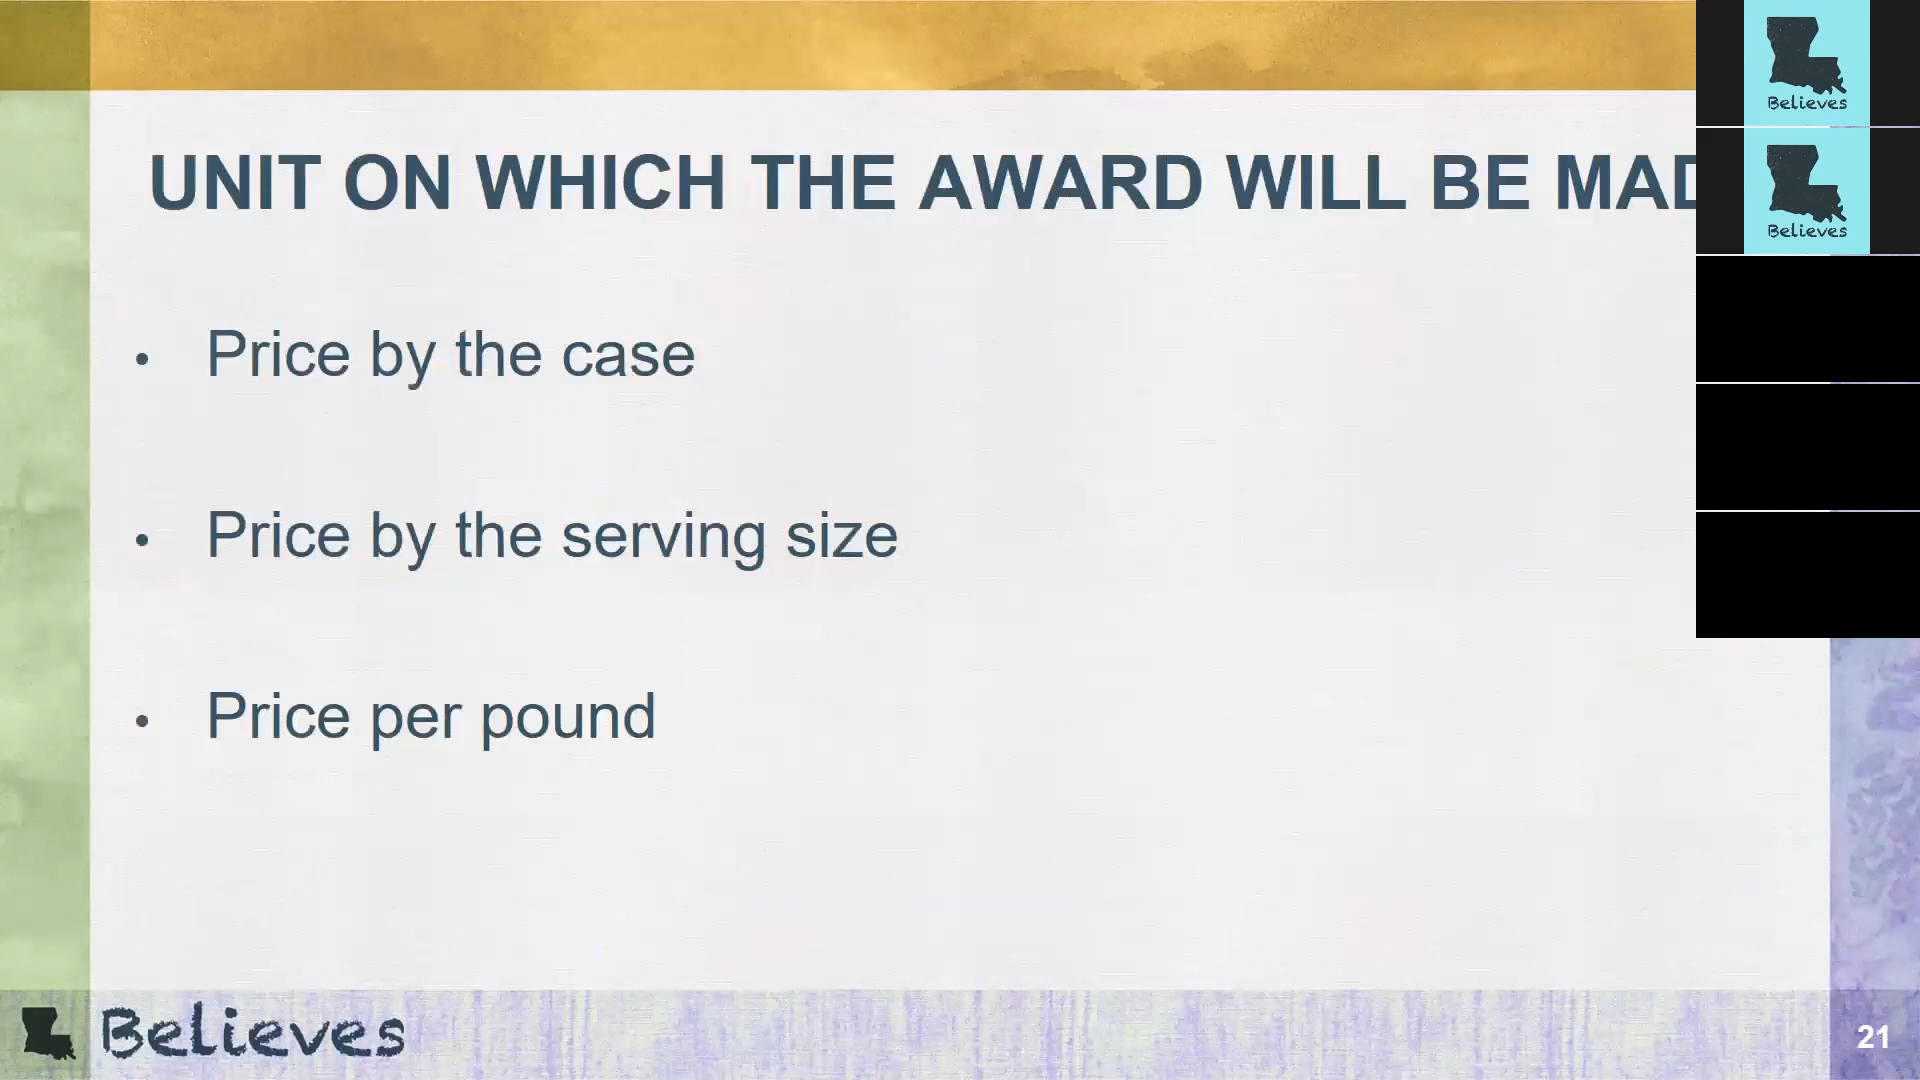 UNIT ON WHICH THE AWARD WILL BE MAD
• Price by the case
• Price by the serving size
• Price per pound
Believes
Believes
Believes
21